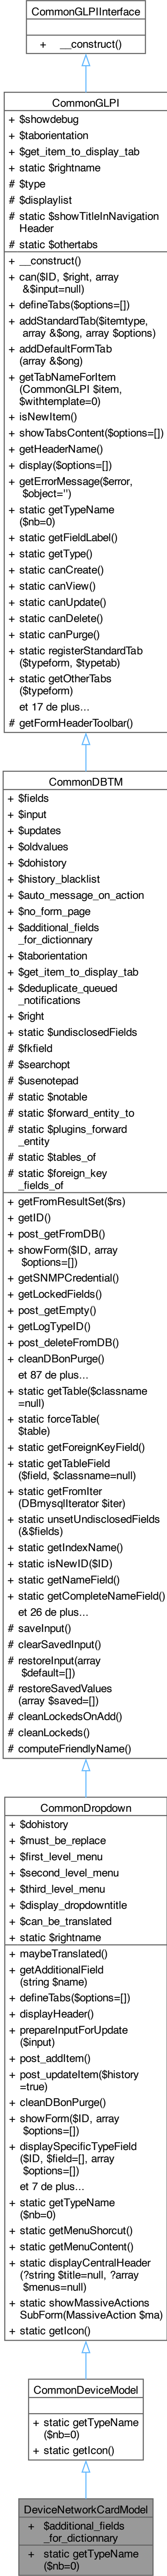 CommonGLPIInterface
+ __construct()
CommonGLPI
+ $showdebug
+ $taborientation
+ $get_item_to_display_tab
+ static $rightname
# $type
# $displaylist
# static $showTitleInNavigation
Header
# static $othertabs
+ __construct()
+ can($ID, $right, array
&$input=null)
+ defineTabs($options=[])
+ addStandardTab($itemtype,
array &$ong, array $options)
+ addDefaultFormTab
(array &$ong)
+ getTabNameForItem
(CommonGLPI $item,
$withtemplate=0)
+ isNewItem()
+ showTabsContent($options=[])
+ getHeaderName()
+ display($options=[])
+ getErrorMessage($error,
$object='')
+ static getTypeName
($nb=0)
+ static getFieldLabel()
+ static getType()
+ static canCreate()
+ static canView()
+ static canUpdate()
+ static canDelete()
+ static canPurge()
+ static registerStandardTab
($typeform, $typetab)
+ static getOtherTabs
($typeform)
et 17 de plus...
# getFormHeaderToolbar()
CommonDBTM
+ $fields
+ $input
+ $updates
+ $oldvalues
+ $dohistory
+ $history_blacklist
+ $auto_message_on_action
+ $no_form_page
+ $additional_fields
_for_dictionnary
+ $taborientation
+ $get_item_to_display_tab
+ $deduplicate_queued
_notifications
+ $right
+ static $undisclosedFields
# $fkfield
# $searchopt
# $usenotepad
# static $notable
# static $forward_entity_to
# static $plugins_forward
_entity
# static $tables_of
# static $foreign_key
_fields_of
+ getFromResultSet($rs)
+ getID()
+ post_getFromDB()
+ showForm($ID, array
$options=[])
+ getSNMPCredential()
+ getLockedFields()
+ post_getEmpty()
+ getLogTypeID()
+ post_deleteFromDB()
+ cleanDBonPurge()
et 87 de plus...
+ static getTable($classname
=null)
+ static forceTable(
$table)
+ static getForeignKeyField()
+ static getTableField
($field, $classname=null)
+ static getFromIter
(DBmysqlIterator $iter)
+ static unsetUndisclosedFields
(&$fields)
+ static getIndexName()
+ static isNewID($ID)
+ static getNameField()
+ static getCompleteNameField()
et 26 de plus...
# saveInput()
# clearSavedInput()
# restoreInput(array
$default=[])
# restoreSavedValues
(array $saved=[])
# cleanLockedsOnAdd()
# cleanLockeds()
# computeFriendlyName()
CommonDropdown
+ $dohistory
+ $must_be_replace
+ $first_level_menu
+ $second_level_menu
+ $third_level_menu
+ $display_dropdowntitle
+ $can_be_translated
+ static $rightname
+ maybeTranslated()
+ getAdditionalField
(string $name)
+ defineTabs($options=[])
+ displayHeader()
+ prepareInputForUpdate
($input)
+ post_addItem()
+ post_updateItem($history
=true)
+ cleanDBonPurge()
+ showForm($ID, array
$options=[])
+ displaySpecificTypeField
($ID, $field=[], array
$options=[])
et 7 de plus...
+ static getTypeName
($nb=0)
+ static getMenuShorcut()
+ static getMenuContent()
+ static displayCentralHeader
(?string $title=null, ?array
$menus=null)
+ static showMassiveActions
SubForm(MassiveAction $ma)
+ static getIcon()
CommonDeviceModel
+ static getTypeName
($nb=0)
+ static getIcon()
DeviceNetworkCardModel
+ $additional_fields
_for_dictionnary
+ static getTypeName
($nb=0)